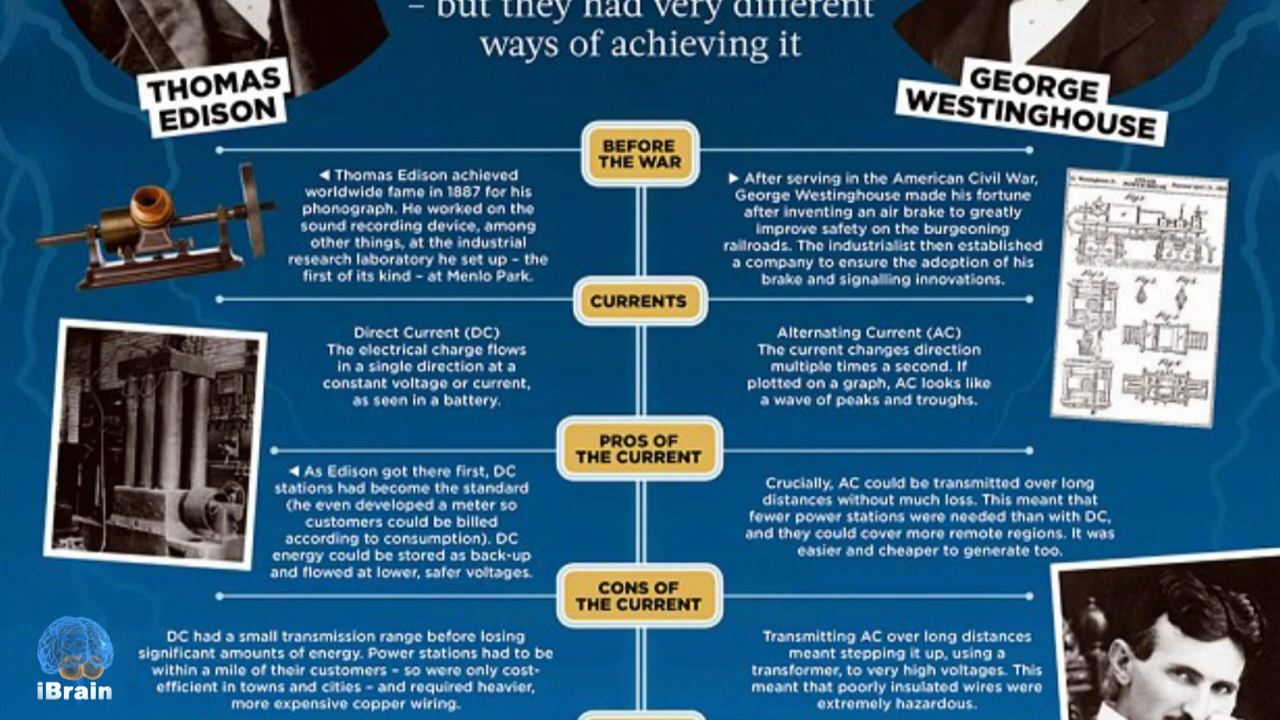 – but they had very different
ways of achieving it
THOMAS
EDISON
GEORGE
WESTINGHOUSE
BEFORE
THE WAR
◀ Thomas Edison achieved
worldwide fame in 1887 for his
phonograph. He worked on the
sound recording device, among
other things, at the industrial
research laboratory he set up – the
first of its kind – at Menlo Park.
▶ After serving in the American Civil War,
George Westinghouse made his fortune
after inventing an air brake to greatly
improve safety on the burgeoning
railroads. The industrialist then established
a company to ensure the adoption of his
brake and signalling innovations.
CURRENTS
Direct Current (DC)
The electrical charge flows
in a single direction at a
constant voltage or current,
as seen in a battery.
Alternating Current (AC)
The current changes direction
multiple times a second. If
plotted on a graph, AC looks like
a wave of peaks and troughs.
PROS OF
THE CURRENT
◀ As Edison got there first, DC
stations had become the standard
(he even developed a meter so
customers could be billed
according to consumption). DC
energy could be stored as back-up
and flowed at lower, safer voltages.
Crucially, AC could be transmitted over long
distances without much loss. This meant that
fewer power stations were needed than with DC,
and they could cover more remote regions. It was
easier and cheaper to generate too.
CONS OF
THE CURRENT
DC had a small transmission range before losing
significant amounts of energy. Power stations had to be
within a mile of their customers – so were only cost-
efficient in towns and cities – and required heavier,
more expensive copper wiring.
Transmitting AC over long distances
meant stepping it up, using a
transformer, to very high voltages. This
meant that poorly insulated wires were
extremely hazardous.
iBrain